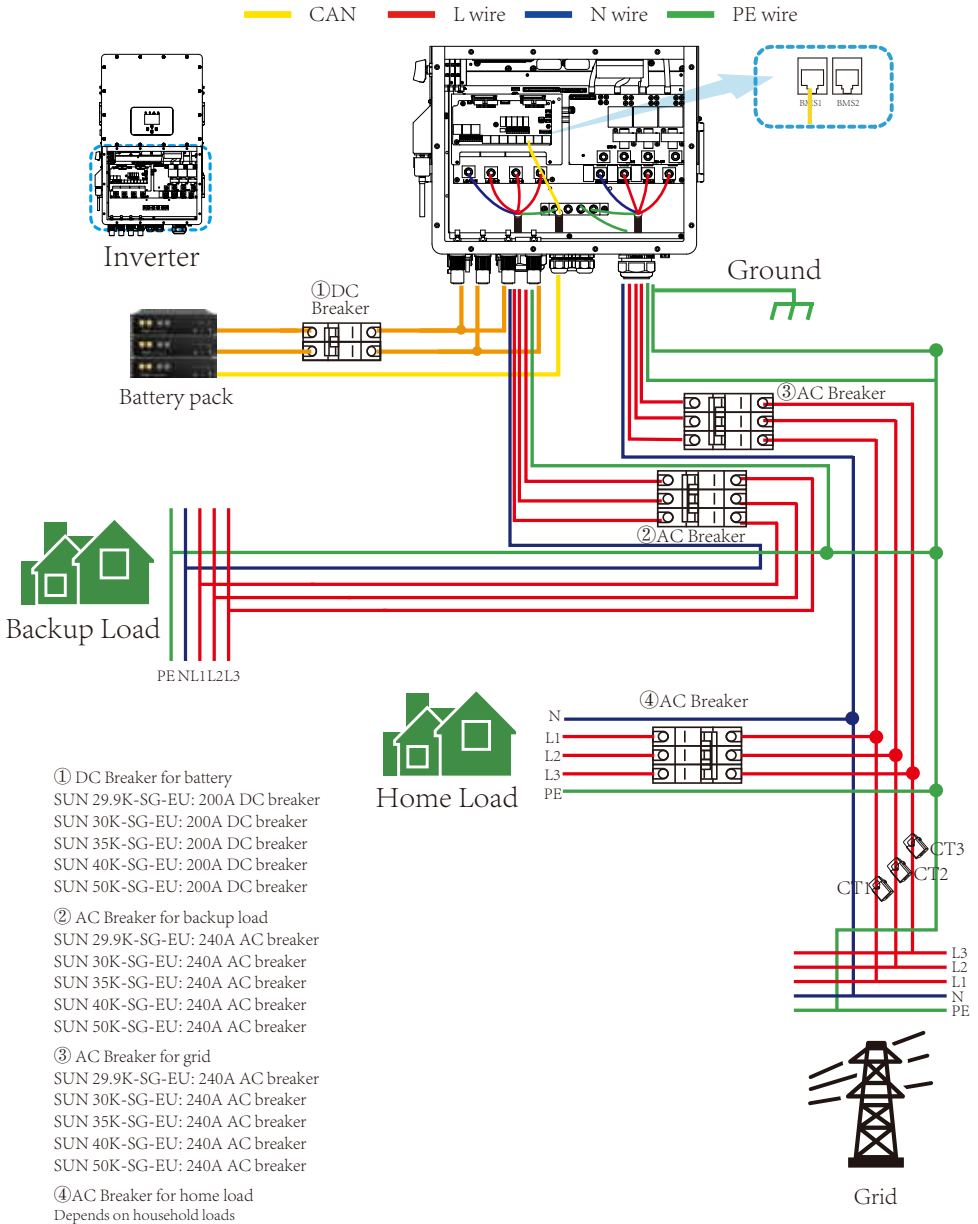 CAN L wire N wire PE wire
BMS1 BMS2
Inverter
Ground
①DC
Breaker
Battery pack
③AC Breaker
②AC Breaker
Backup Load
PE N L1 L2 L3
④AC Breaker
N
L1
L2
L3
PE
Home Load
① DC Breaker for battery
SUN 29.9K-SG-EU: 200A DC breaker
SUN 30K-SG-EU: 200A DC breaker
SUN 35K-SG-EU: 200A DC breaker
SUN 40K-SG-EU: 200A DC breaker
SUN 50K-SG-EU: 200A DC breaker
② AC Breaker for backup load
SUN 29.9K-SG-EU: 240A AC breaker
SUN 30K-SG-EU: 240A AC breaker
SUN 35K-SG-EU: 240A AC breaker
SUN 40K-SG-EU: 240A AC breaker
SUN 50K-SG-EU: 240A AC breaker
③ AC Breaker for grid
SUN 29.9K-SG-EU: 240A AC breaker
SUN 30K-SG-EU: 240A AC breaker
SUN 35K-SG-EU: 240A AC breaker
SUN 40K-SG-EU: 240A AC breaker
SUN 50K-SG-EU: 240A AC breaker
④AC Breaker for home load
Depends on household loads
CT3
CT2
CT1
L3
L2
L1
N
PE
Grid